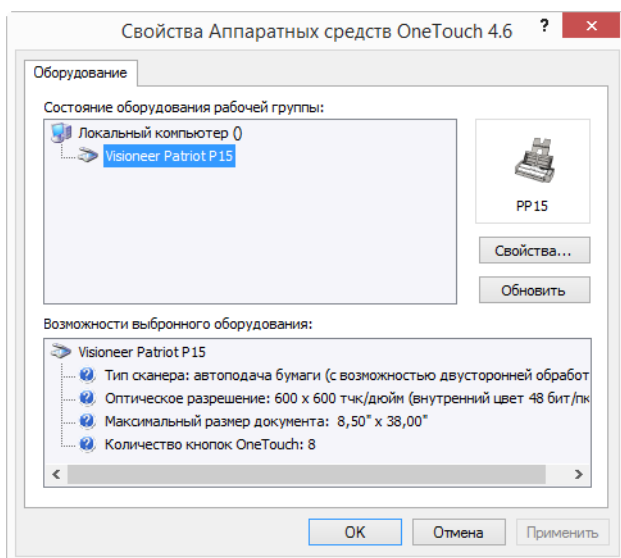 Свойства Аппаратных средств OneTouch 4.6
?
×
Оборудование
Состояние оборудования рабочей группы:
Локальный компьютер ()
Visioneer Patriot P15
PP15
Свойства...
Обновить
Возможности выбронного оборудования:
Visioneer Patriot P15
Тип сканера: автоподача бумаги (с возможностью двусторонней обработ
Оптическое разрешение: 600 x 600 тчк/дюйм (внутренний цвет 48 бит/пк
Максимальный размер документа: 8,50" x 38,00"
Количество кнопок OneTouch: 8
OK
Отмена
Применить